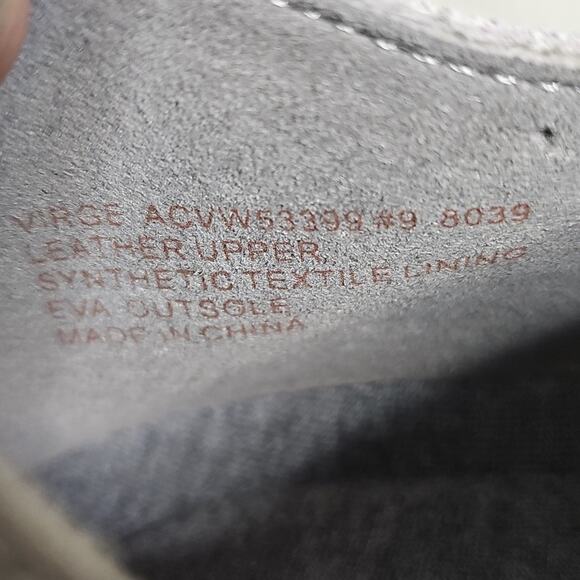 VIRGE ACVW53399 #9 8039
LEATHER UPPER,
SYNTHETIC TEXTILE LINING
EVA OUTSOLE
MADE IN CHINA